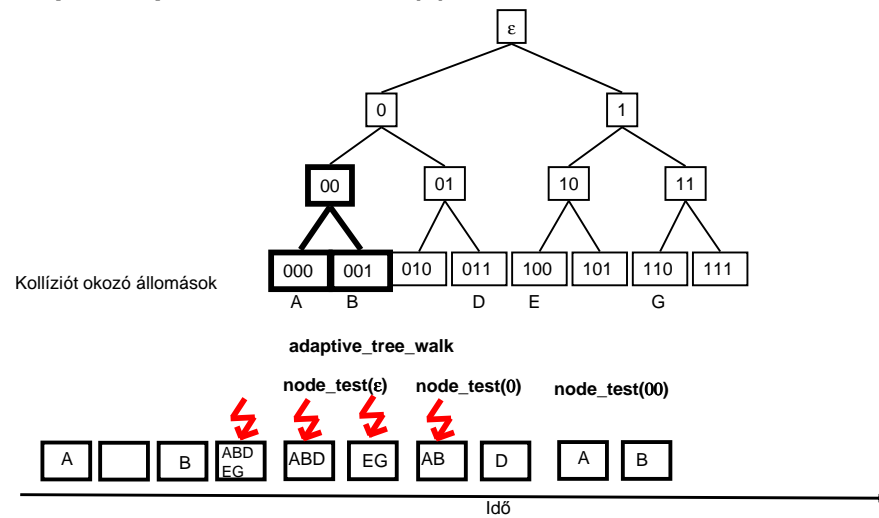 ε
0 1
00 01 10 11
000 001 010 011 100 101 110 111
Kollíziót okozó állomások
A B D E G
adaptive_tree_walk
node_test(ε) node_test(0) node_test(00)
A B ABD EG ABD EG AB D A B
Idő